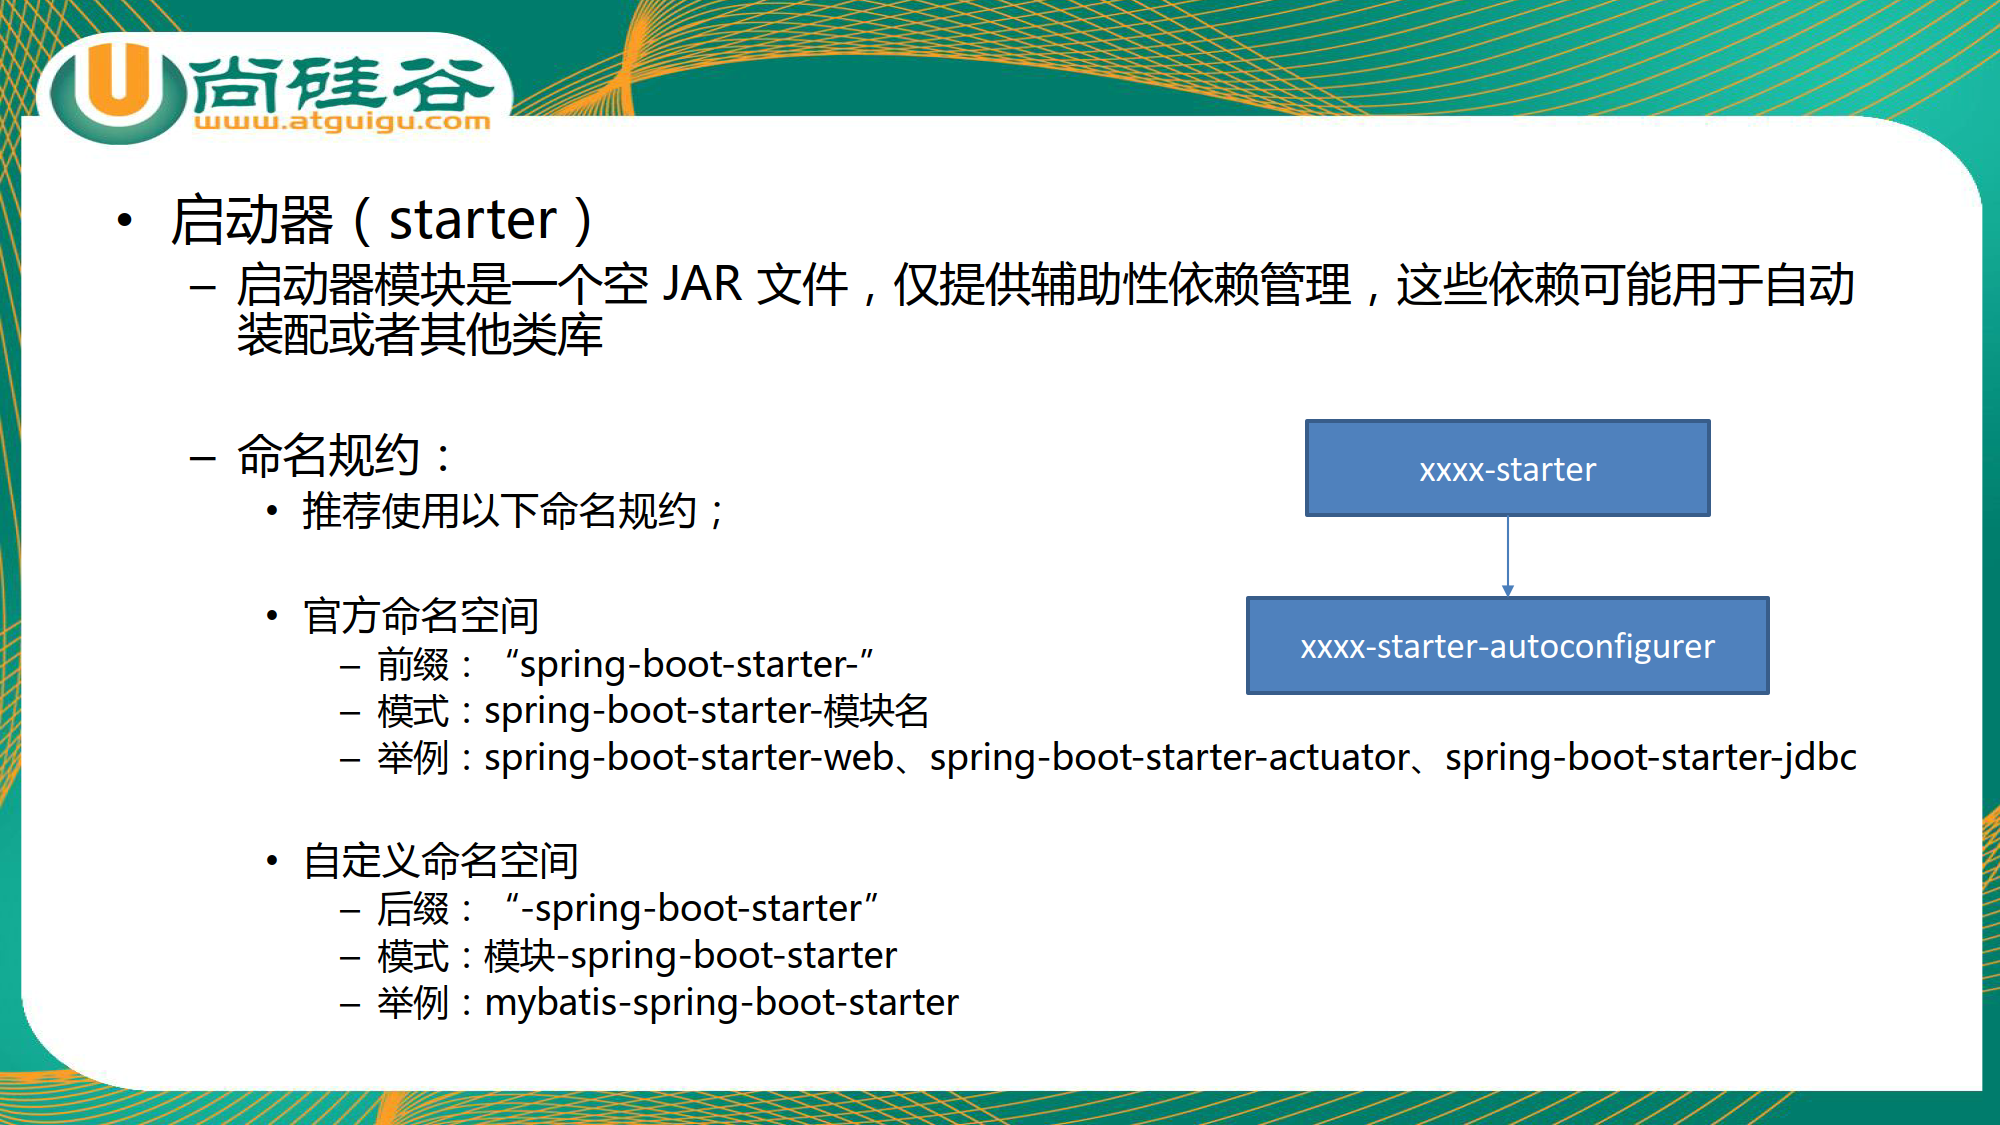 尚硅谷
www.atguigu.com
• 启动器（starter）
– 启动器模块是一个空 JAR 文件，仅提供辅助性依赖管理，这些依赖可能用于自动
装配或者其他类库
– 命名规约：
• 推荐使用以下命名规约；
xxxx-starter
xxxx-starter-autoconfigurer
• 官方命名空间
– 前缀：“spring-boot-starter-”
– 模式：spring-boot-starter-模块名
– 举例：spring-boot-starter-web、spring-boot-starter-actuator、spring-boot-starter-jdbc
• 自定义命名空间
– 后缀：“-spring-boot-starter”
– 模式：模块-spring-boot-starter
– 举例：mybatis-spring-boot-starter